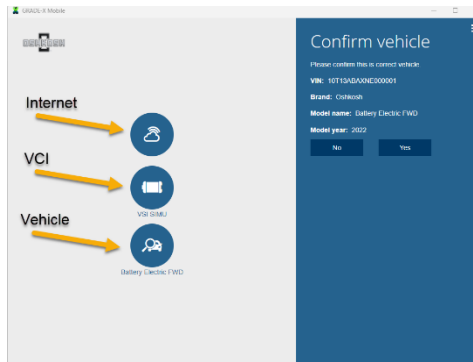 GRADE-X Mobile
Internet
VCI
VSI SIMU
Vehicle
Battery Electric FWD
Confirm vehicle
Please confirm this is correct vehicle
VIN: 10T13ABAXNE000001
Brand: Oshkosh
Model name: Battery Electric FWD
Model year: 2022
No
Yes